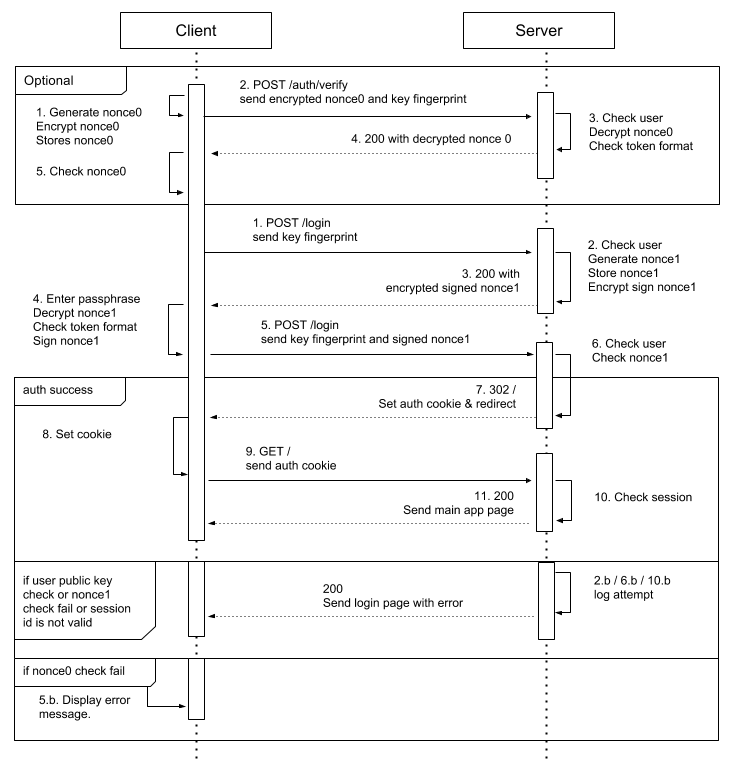 Client
Server
Optional
1. Generate nonce0
Encrypt nonce0
Stores nonce0
2. POST /auth/verify
send encrypted nonce0 and key fingerprint
3. Check user
Decrypt nonce0
Check token format
4. 200 with decrypted nonce 0
5. Check nonce0
1. POST /login
send key fingerprint
2. Check user
Generate nonce1
Store nonce1
Encrypt sign nonce1
3. 200 with
encrypted signed nonce1
4. Enter passphrase
Decrypt nonce1
Check token format
Sign nonce1
5. POST /login
send key fingerprint and signed nonce1
6. Check user
Check nonce1
auth success
7. 302 /
Set auth cookie & redirect
8. Set cookie
9. GET /
send auth cookie
10. Check session
11. 200
Send main app page
if user public key
check or nonce1
check fail or session
id is not valid
200
Send login page with error
2.b / 6.b / 10.b
log attempt
if nonce0 check fail
5.b. Display error
message.